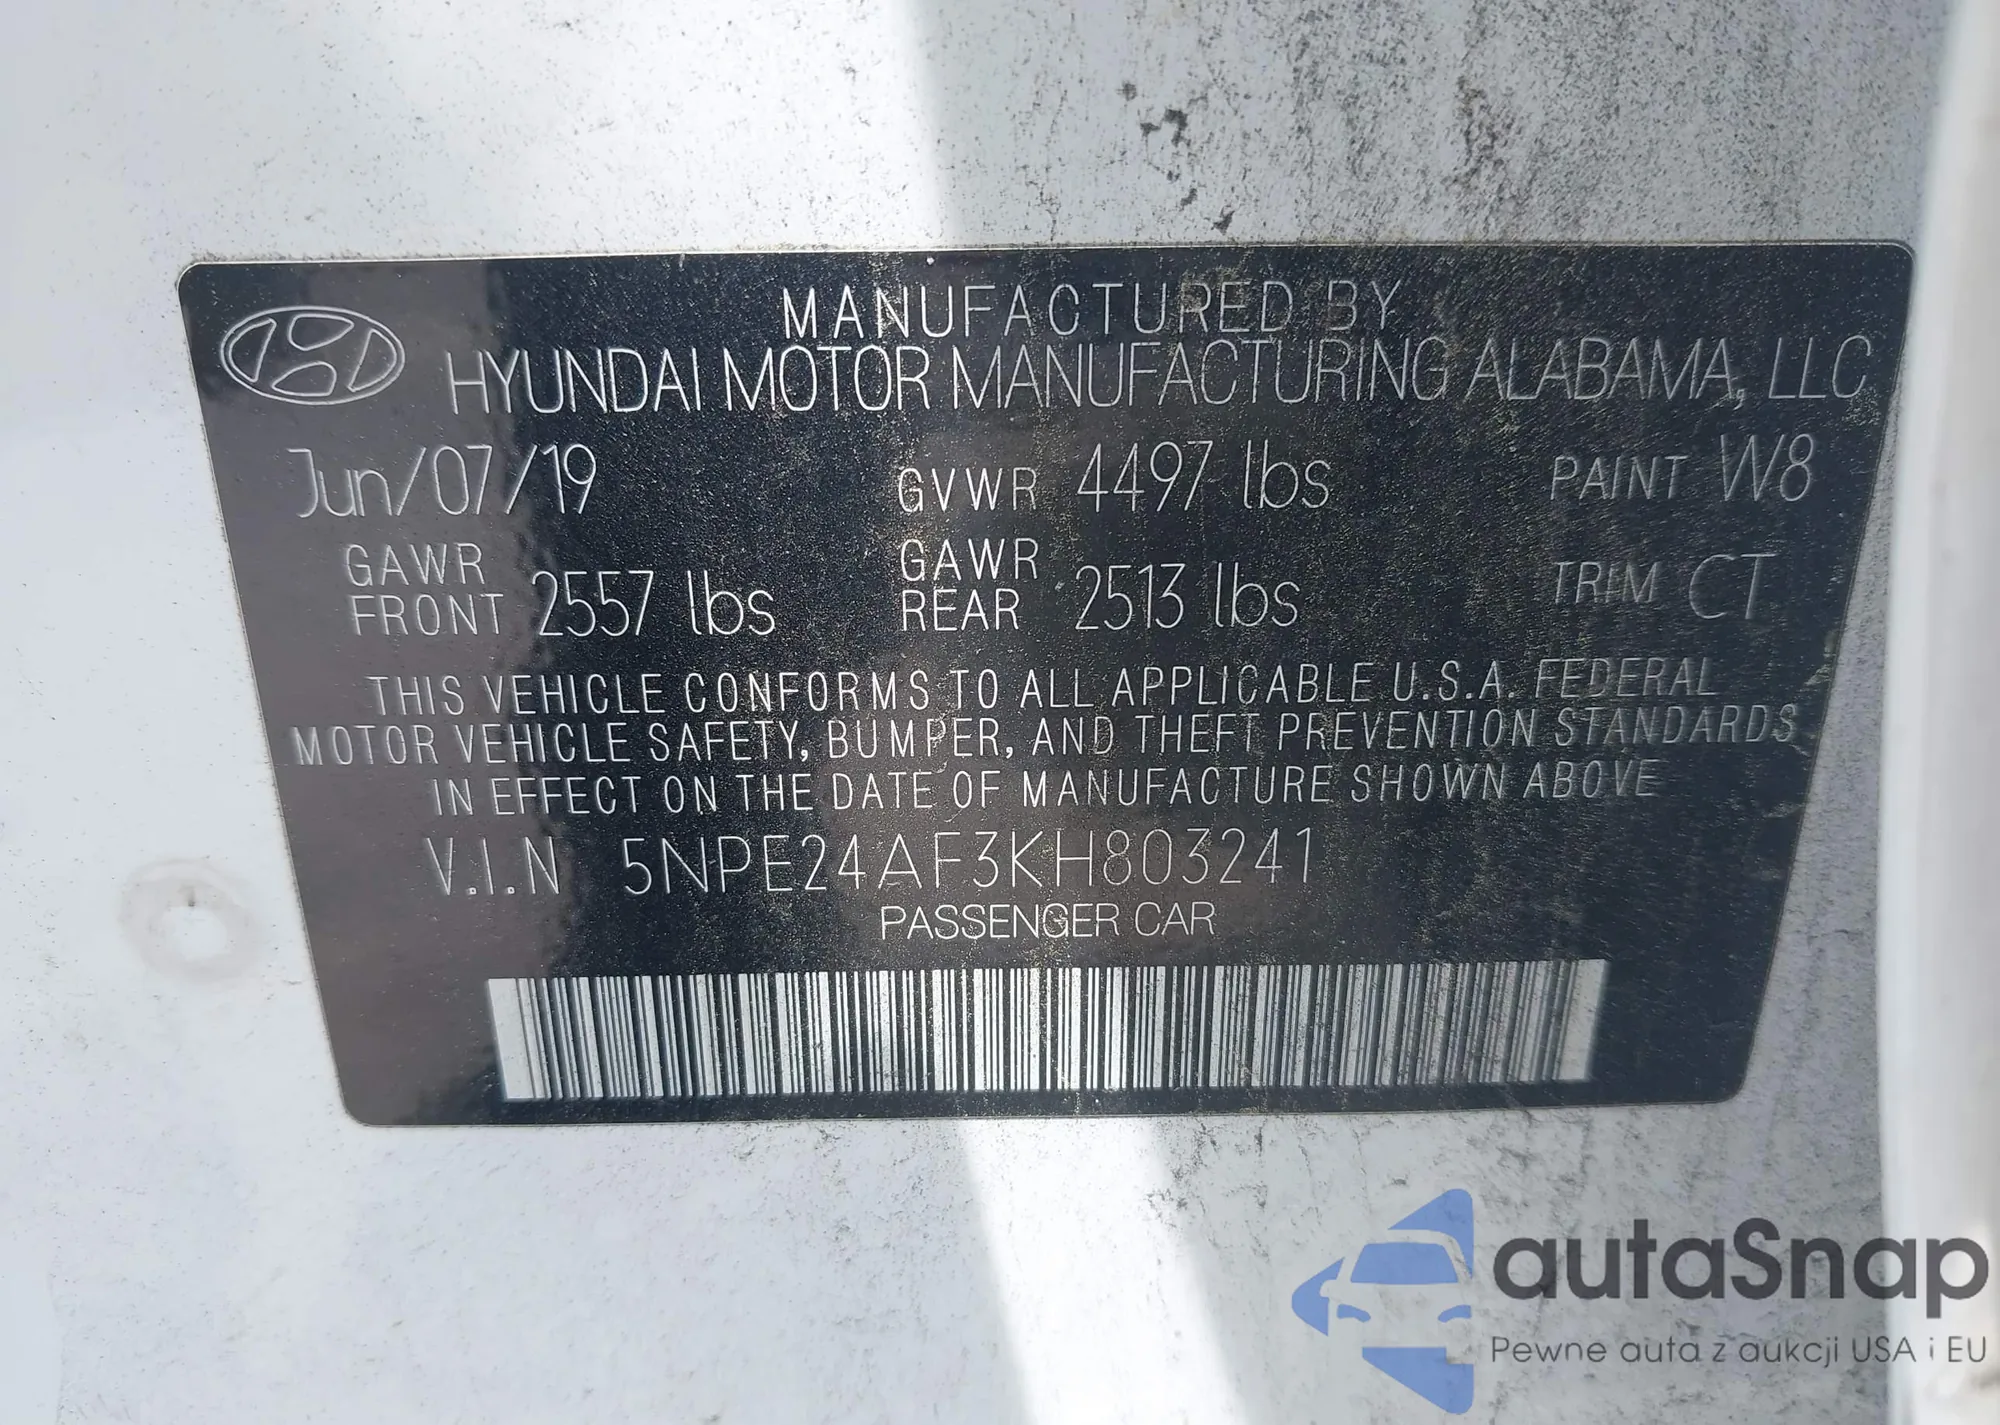 MANUFACTURED BY
HYUNDAI MOTOR MANUFACTURING ALABAMA, LLC
Jun/07/19 GVWR 4497 lbs PAINT W8
GAWR FRONT 2557 lbs GAWR REAR 2513 lbs TRIM CT
THIS VEHICLE CONFORMS TO ALL APPLICABLE U.S.A. FEDERAL
MOTOR VEHICLE SAFETY, BUMPER, AND THEFT PREVENTION STANDARDS
IN EFFECT ON THE DATE OF MANUFACTURE SHOWN ABOVE
V.I.N 5NPE24AF3KH803241
PASSENGER CAR
autaSnap
Pewne auta z aukcji USA i EU